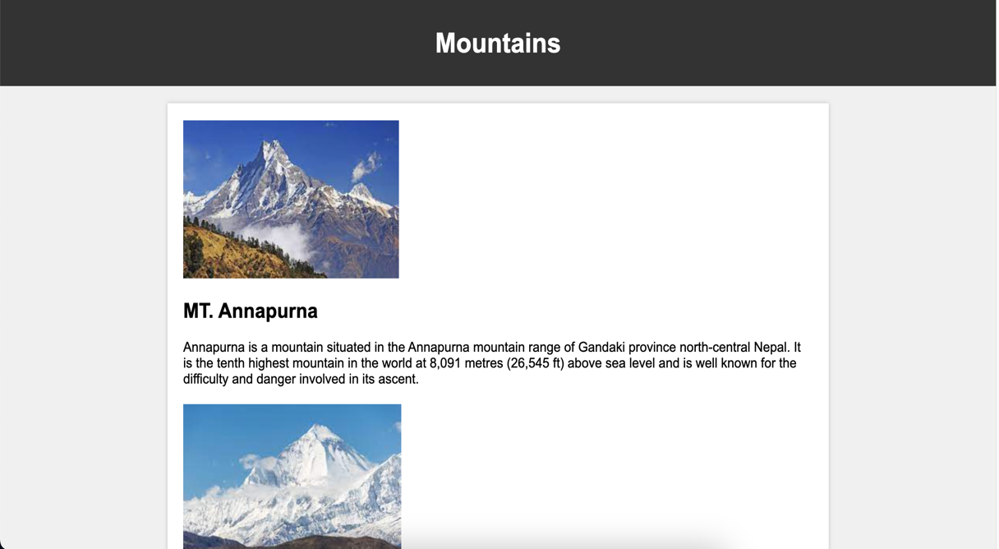 Mountains
MT. Annapurna
Annapurna is a mountain situated in the Annapurna mountain range of Gandaki province north-central Nepal. It
is the tenth highest mountain in the world at 8,091 metres (26,545 ft) above sea level and is well known for the
difficulty and danger involved in its ascent.